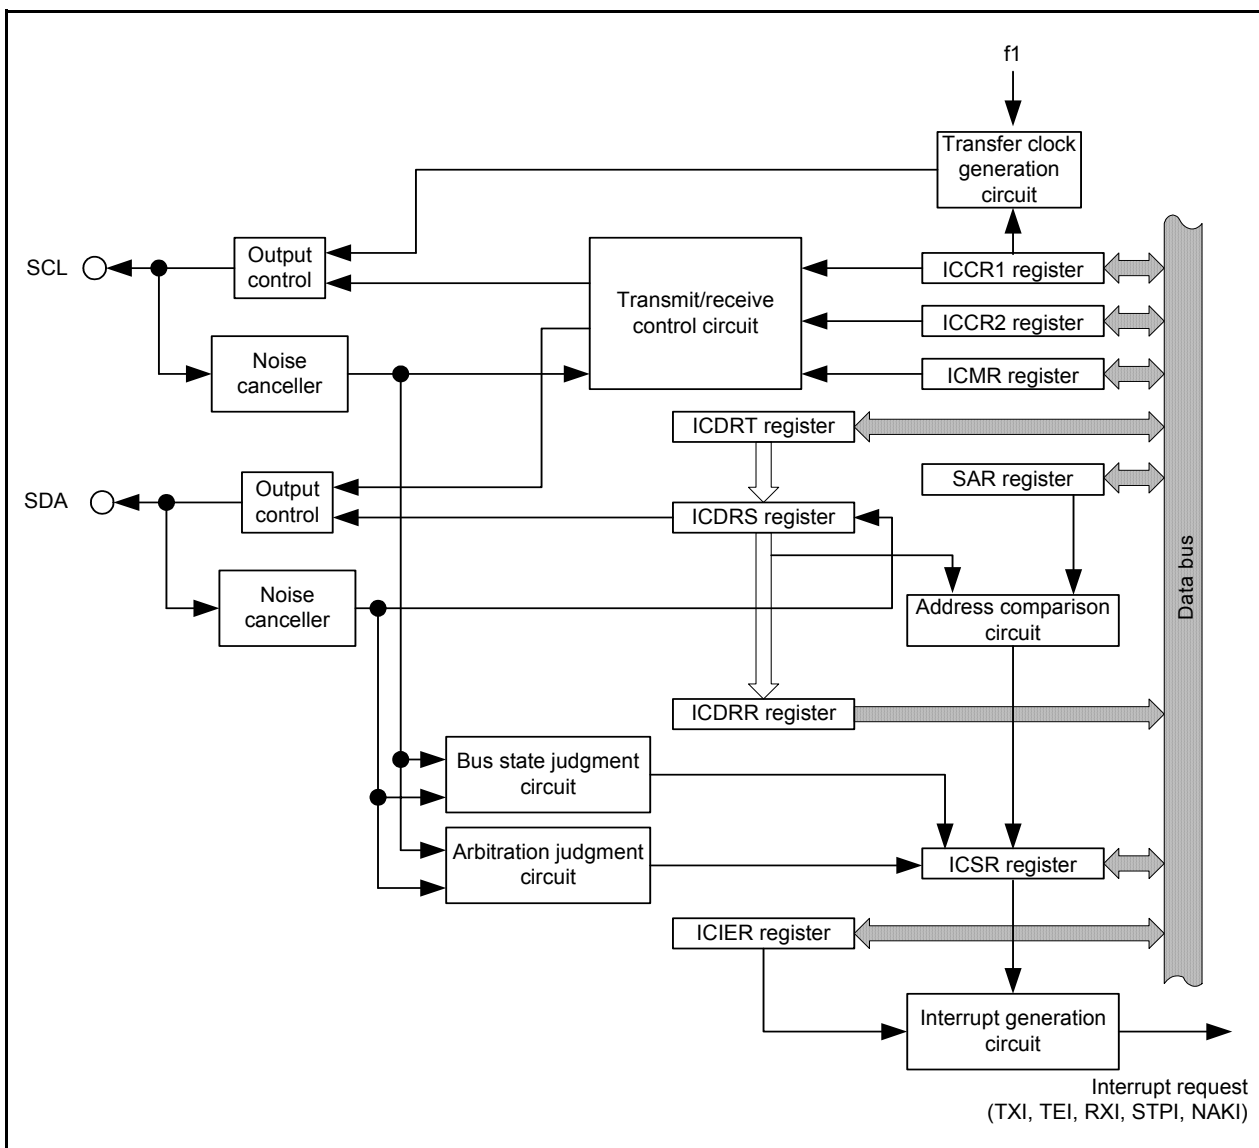 f1
Transfer clock
generation
circuit
SCL
Output
control
Transmit/receive
control circuit
ICCR1 register
ICCR2 register
ICMR register
Noise
canceller
ICDRT register
SAR register
SDA
Output
control
ICDRS register
Data bus
Noise
canceller
Address comparison
circuit
ICDRR register
Bus state judgment
circuit
Arbitration judgment
circuit
ICSR register
ICIER register
Interrupt generation
circuit
Interrupt request
(TXI, TEI, RXI, STPI, NAKI)